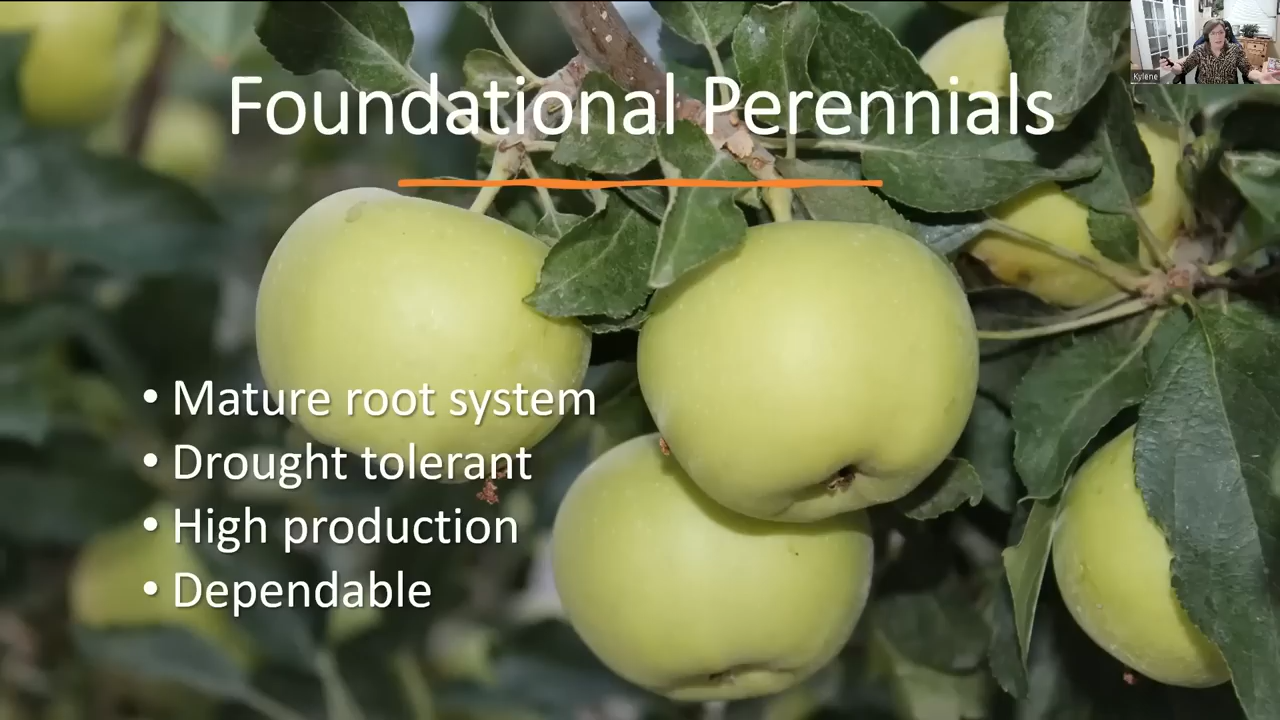 Foundational Perennials
• Mature root system
• Drought tolerant
• High production
• Dependable
Kylene